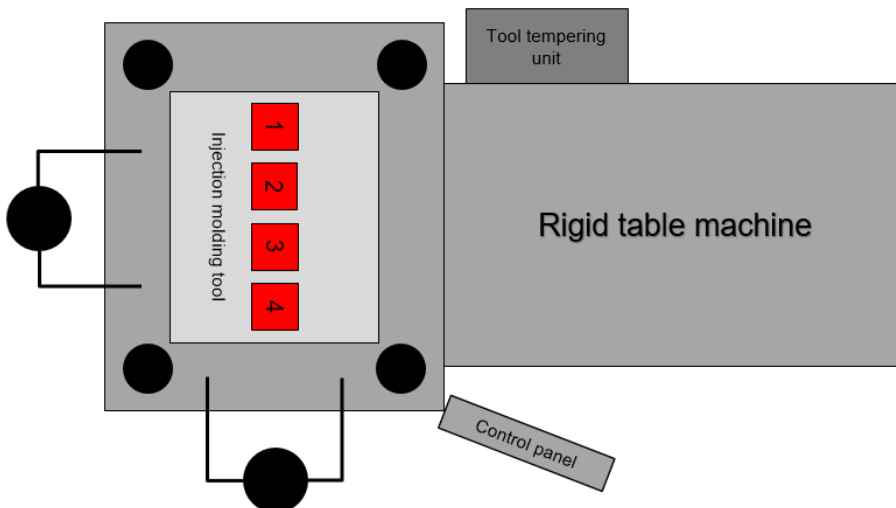 Tool tempering
unit
Injection molding tool
1
2
3
4
Rigid table machine
Control panel